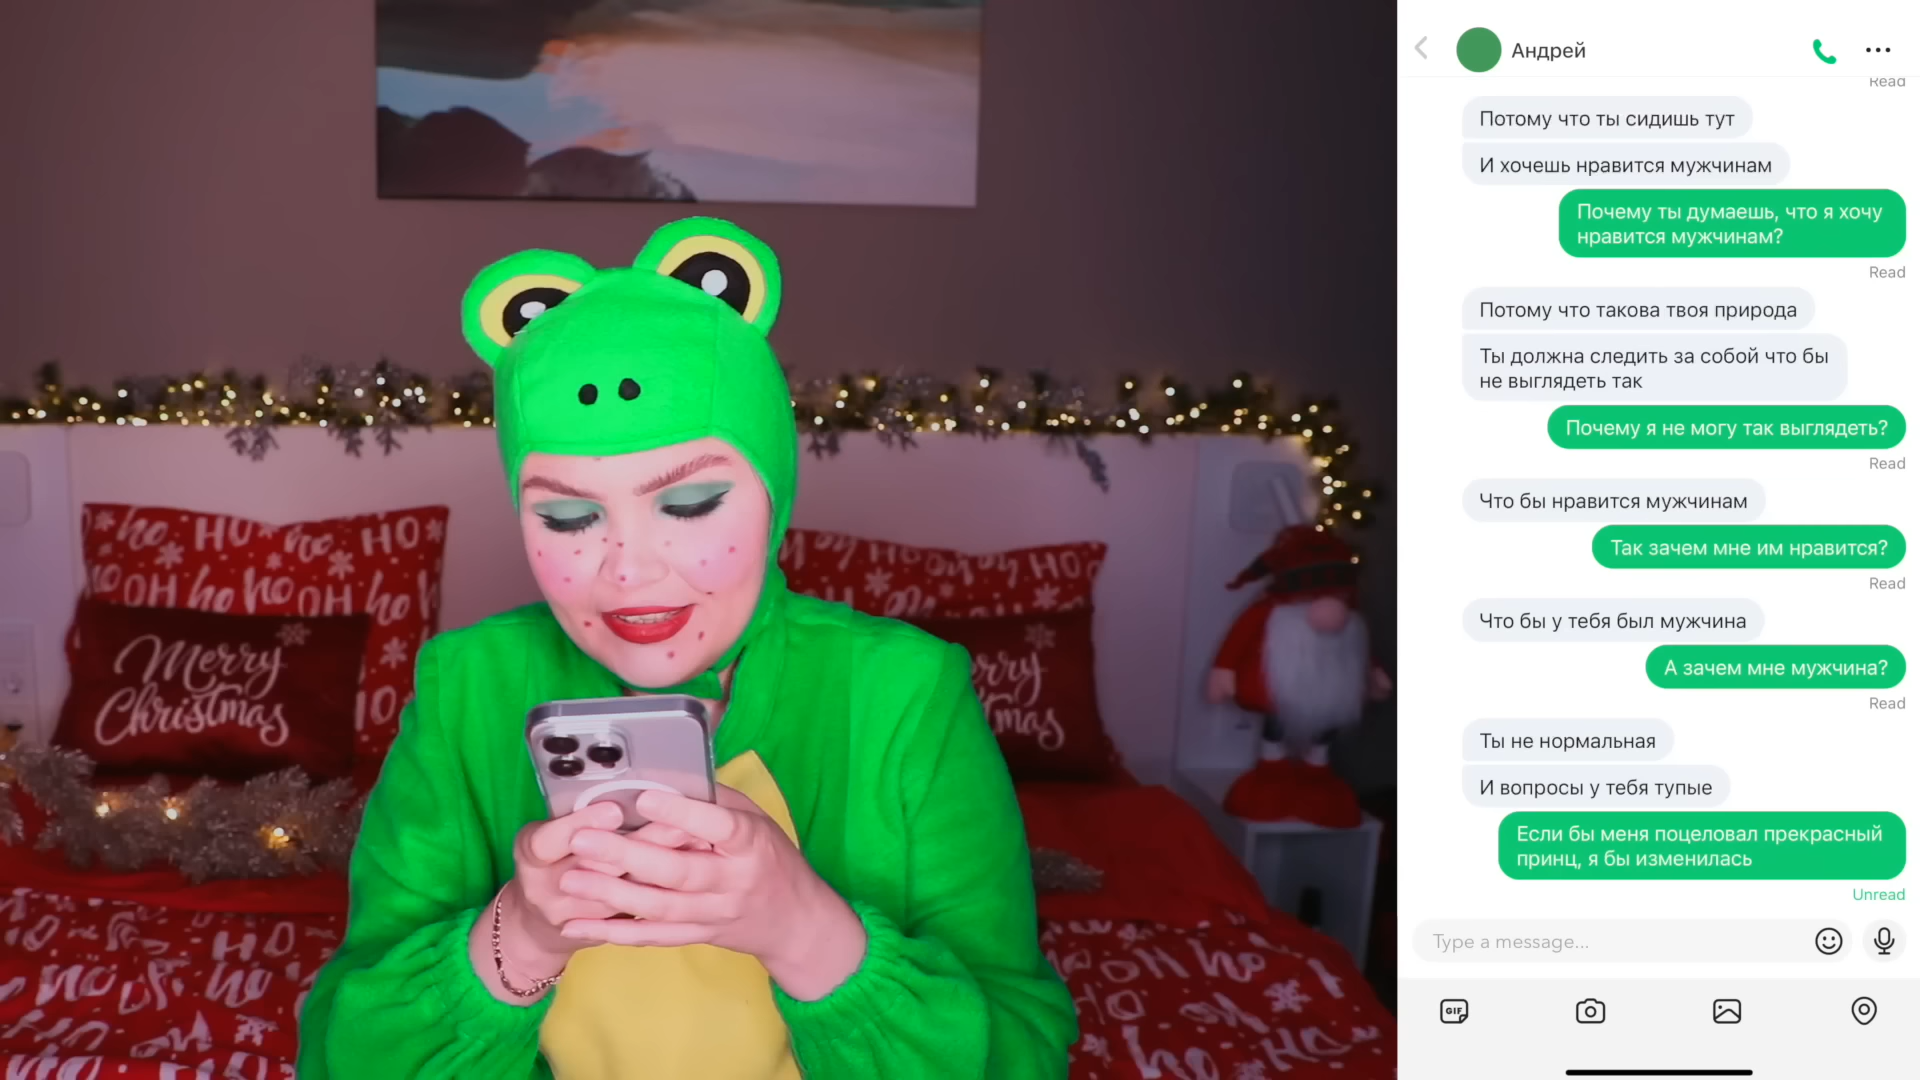 Merry
Christmas
Андрей
Read
Потому что ты сидишь тут
И хочешь нравится мужчинам
Почему ты думаешь, что я хочу
нравится мужчинам?
Read
Потому что такова твоя природа
Ты должна следить за собой что бы
не выглядеть так
Почему я не могу так выглядеть?
Read
Что бы нравится мужчинам
Так зачем мне им нравится?
Read
Что бы у тебя был мужчина
А зачем мне мужчина?
Read
Ты не нормальная
И вопросы у тебя тупые
Если бы меня поцеловал прекрасный
принц, я бы изменилась
Unread
Type a message...
GIF